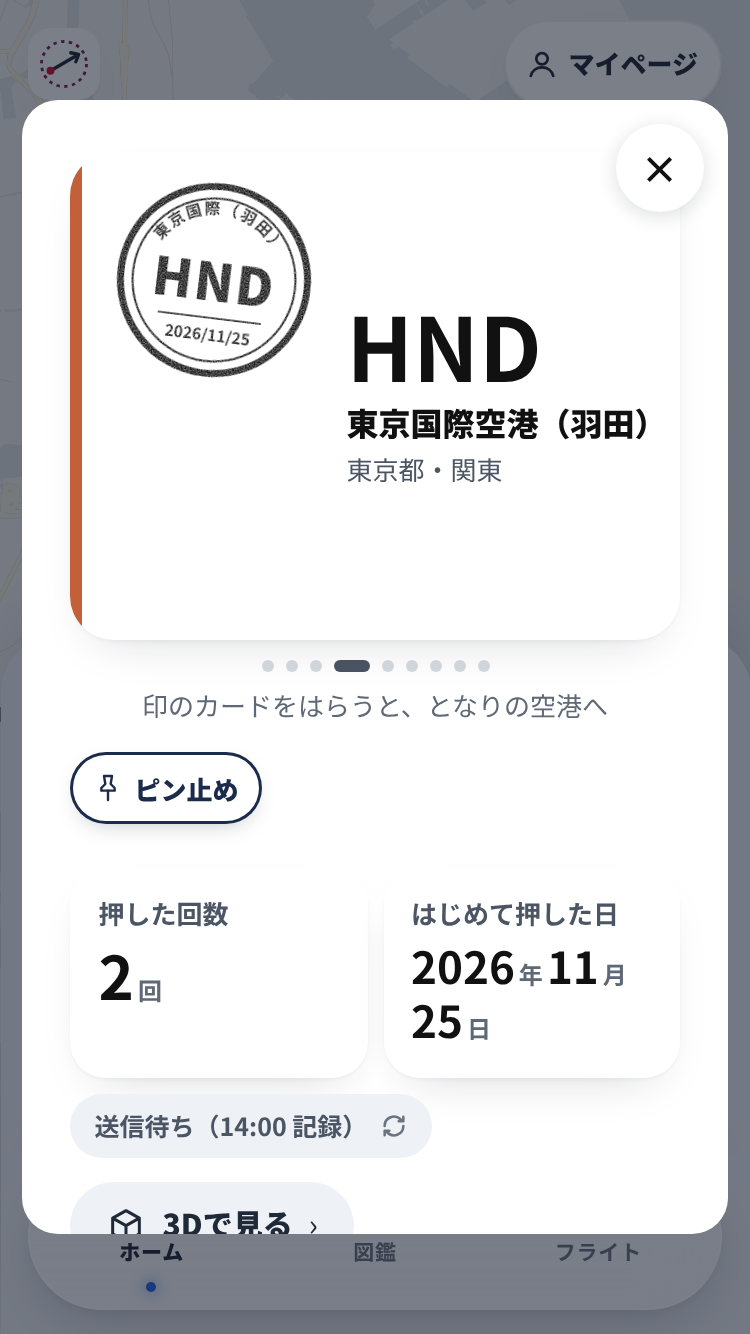 マイページ
東京国際（羽田）
HND
2026/11/25
HND
東京国際空港（羽田）
東京都・関東
印のカードをはらうと、となりの空港へ
ピン止め
押した回数
2回
はじめて押した日
2026年11月
25日
送信待ち（14:00 記録）
3Dで見る ›
ホーム
図鑑
フライト